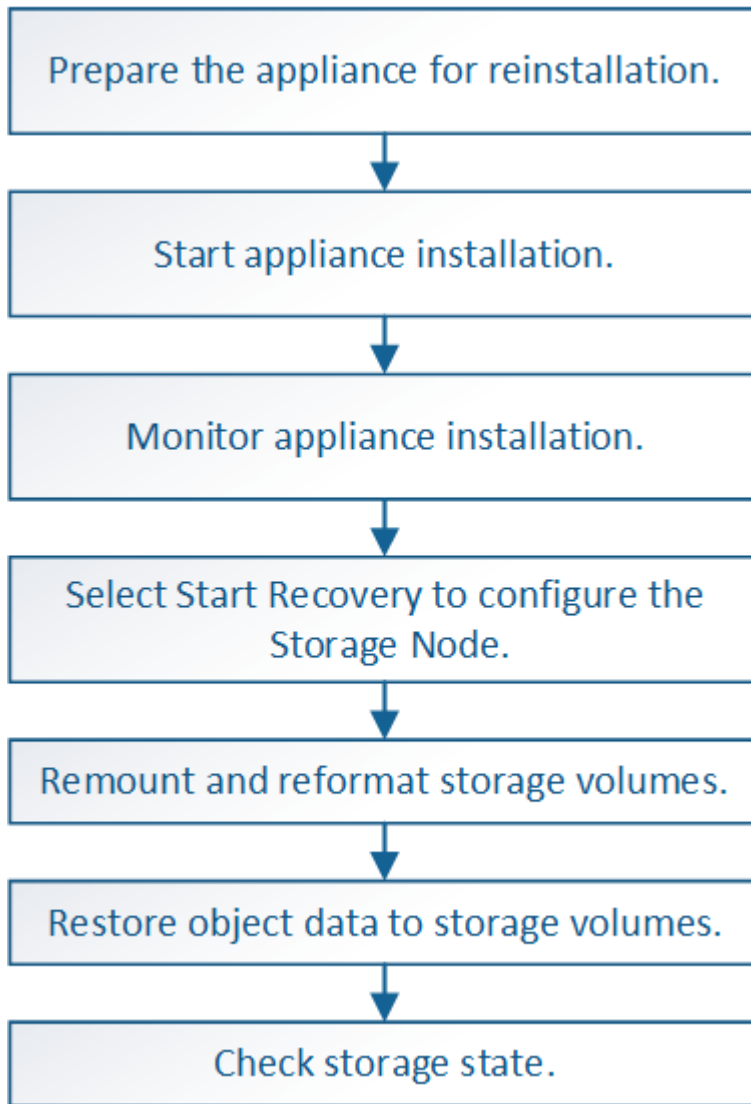 Prepare the appliance for reinstallation.
Start appliance installation.
Monitor appliance installation.
Select Start Recovery to configure the
Storage Node.
Remount and reformat storage volumes.
Restore object data to storage volumes.
Check storage state.